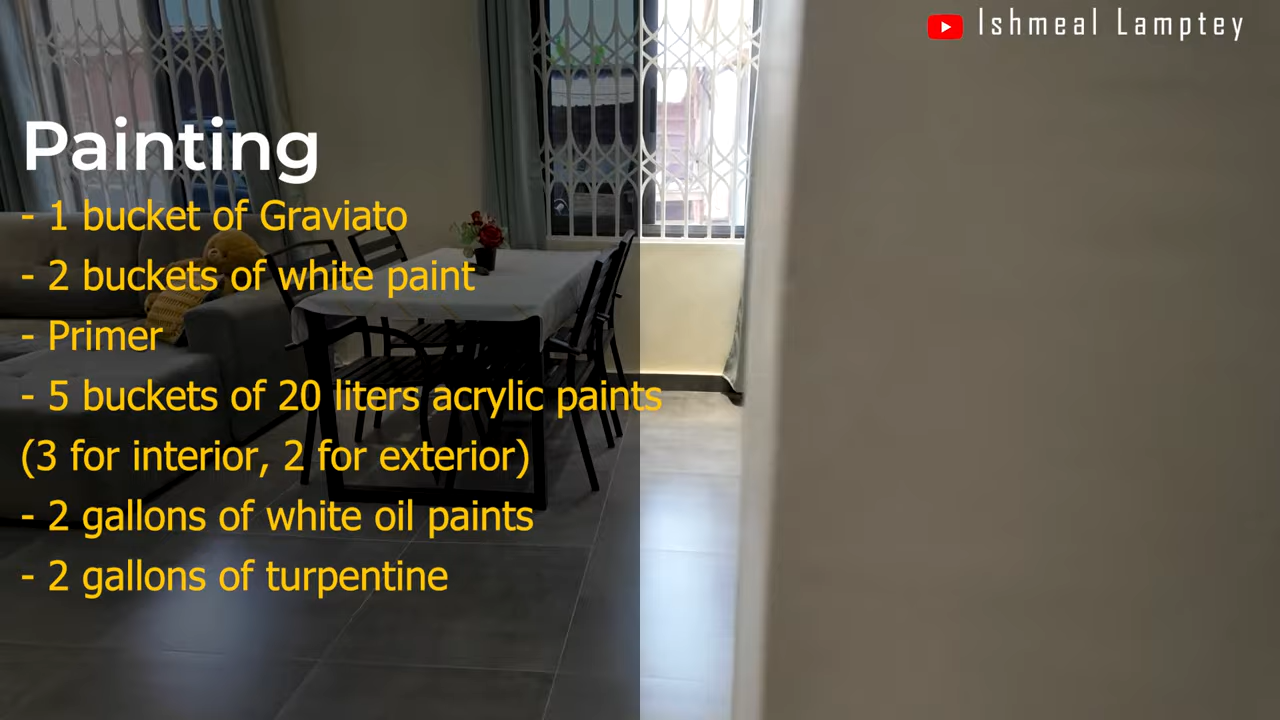 Ishmeal Lamptey
Painting
- 1 bucket of Graviato
- 2 buckets of white paint
- Primer
- 5 buckets of 20 liters acrylic paints
(3 for interior, 2 for exterior)
- 2 gallons of white oil paints
- 2 gallons of turpentine